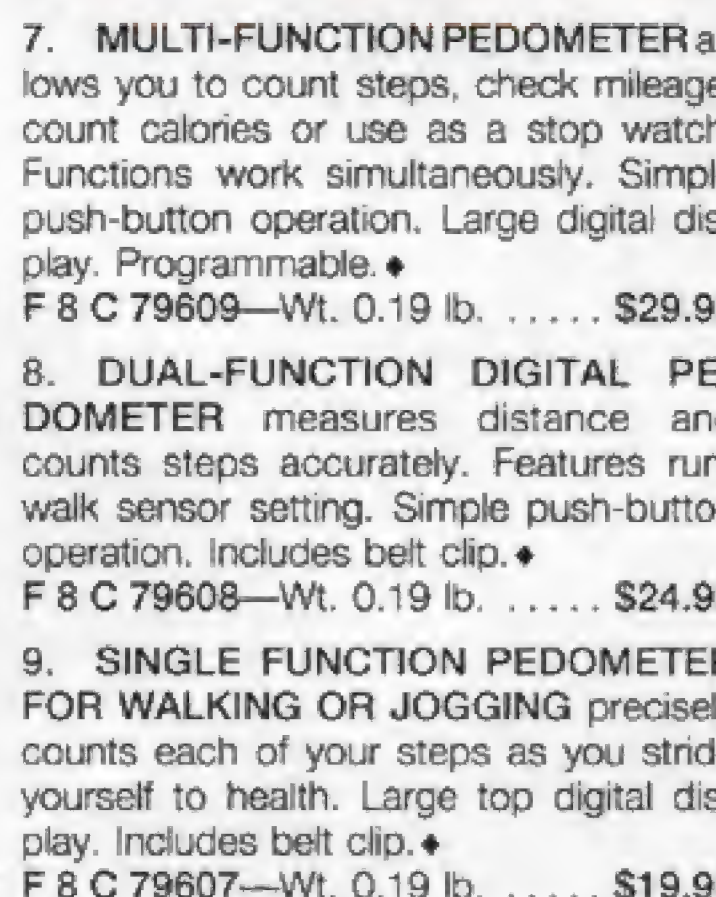 7. MULTI-FUNCTION PEDOMETER a
lows you to count steps, check mileage
count calories or use as a stop watch
Functions work simultaneously. Simpl
push-button operation. Large digital dis
play. Programmable.♦
F 8 C 79609—Wt. 0.19 lb. ..... $29.9
8. DUAL-FUNCTION DIGITAL PE
DOMETER measures distance and
counts steps accurately. Features run
walk sensor setting. Simple push-butto
operation. Includes belt clip.♦
F 8 C 79608—Wt. 0.19 lb. ..... $24.9
9. SINGLE FUNCTION PEDOMETER
FOR WALKING OR JOGGING precisel
counts each of your steps as you strid
yourself to health. Large top digital dis
play. Includes belt clip.♦
F 8 C 79607—Wt. 0.19 lb. ..... $19.9